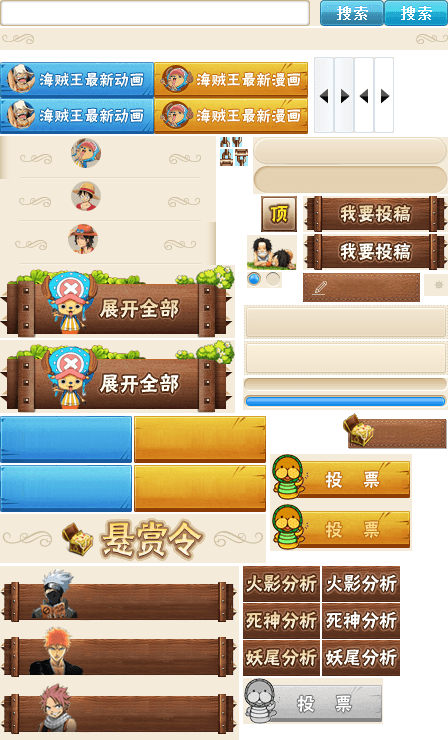 搜索 搜索
海贼王最新动画 海贼王最新漫画
海贼王最新动画 海贼王最新漫画
顶 我要投稿
我要投稿
展开全部
展开全部
投 票
投 票
悬赏令
火影分析 火影分析
死神分析 死神分析
妖尾分析 妖尾分析
投 票